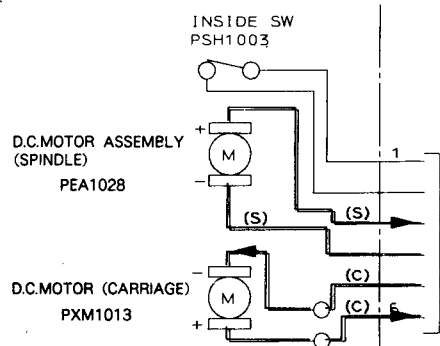 INSIDE SW
PSH1003
1
+
D.C.MOTOR ASSEMBLY
(SPINDLE)
M
PEA1028
-
(S)
(S)
(C)
-
D.C.MOTOR (CARRIAGE)
M
(C)
6
PXM1013
+